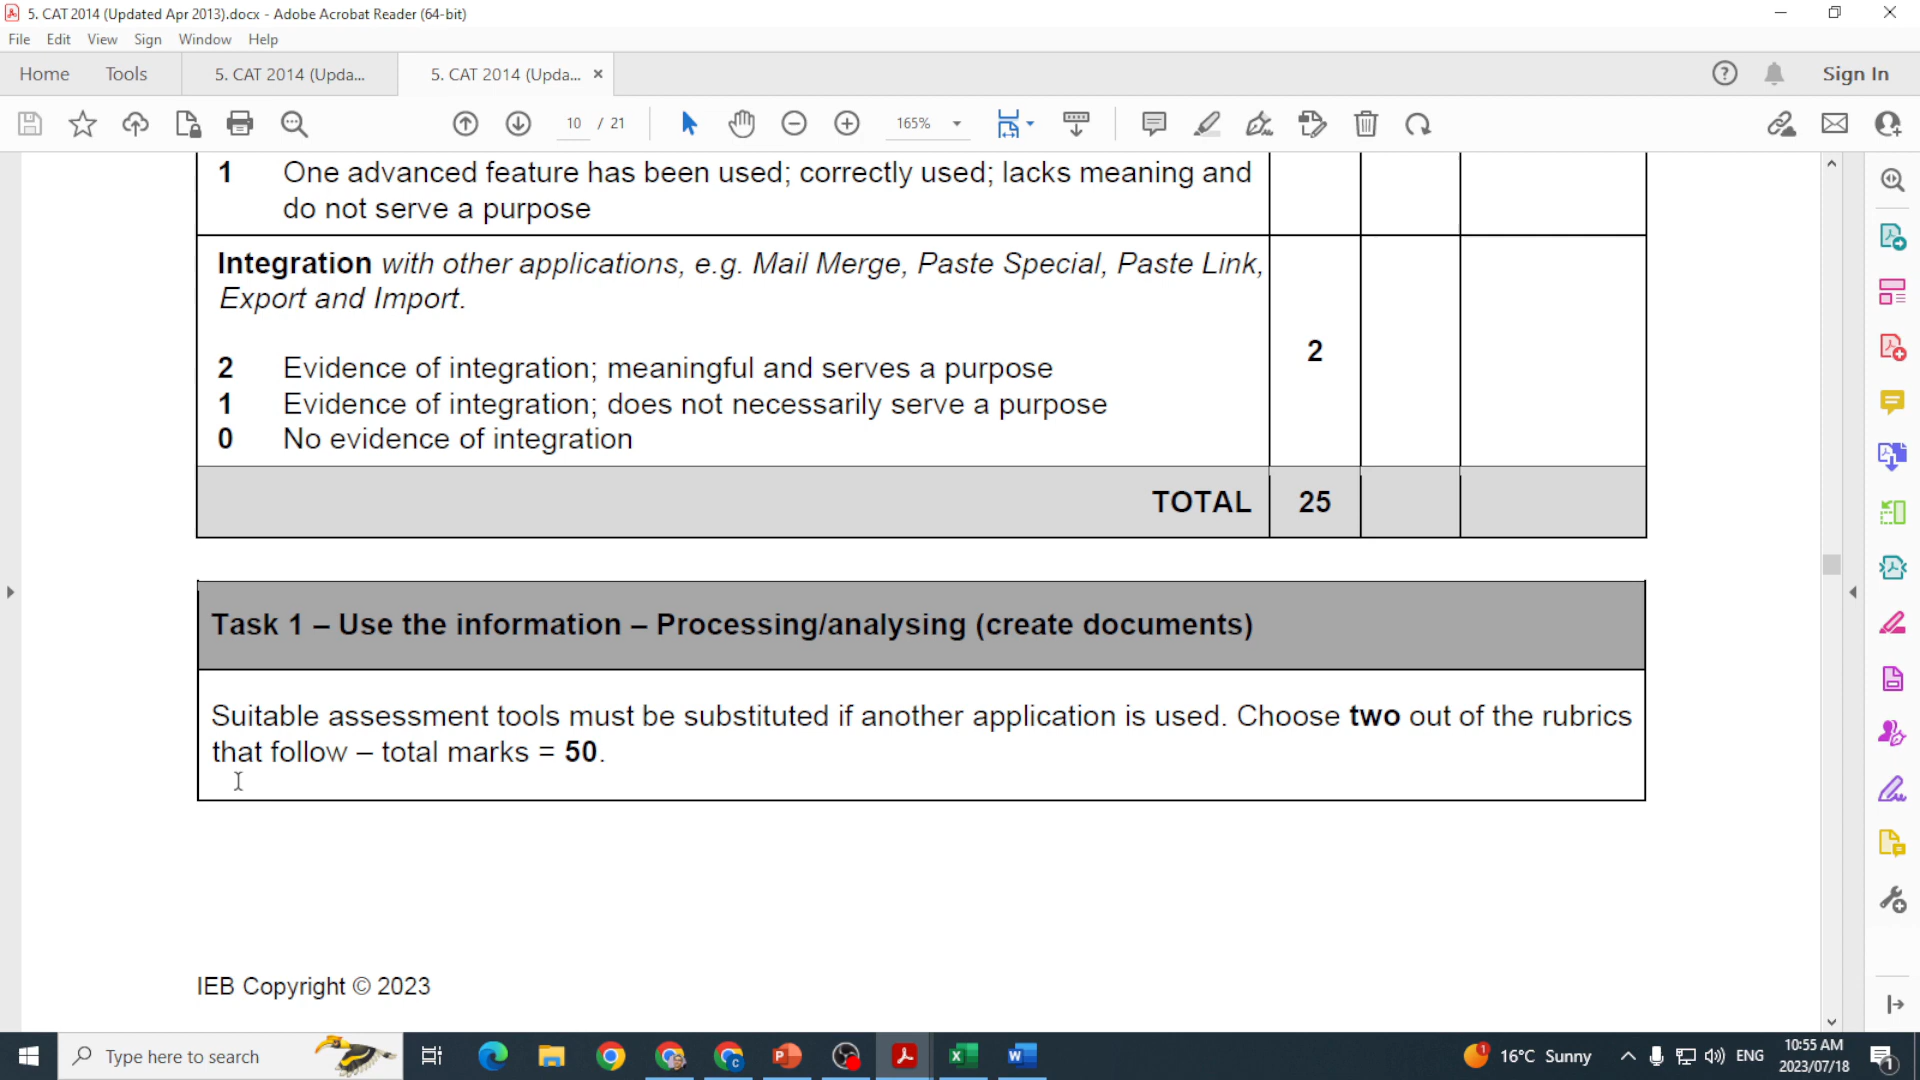 5. CAT 2014 (Updated Apr 2013).docx - Adobe Acrobat Reader (64-bit)
File Edit View Sign Window Help
Home Tools 5. CAT 2014 (Upda... 5. CAT 2014 (Upda... Sign In
10 / 21 165%
1 One advanced feature has been used; correctly used; lacks meaning and
do not serve a purpose
Integration with other applications, e.g. Mail Merge, Paste Special, Paste Link,
Export and Import.
2
2 Evidence of integration; meaningful and serves a purpose
1 Evidence of integration; does not necessarily serve a purpose
0 No evidence of integration
TOTAL 25
Task 1 – Use the information – Processing/analysing (create documents)
Suitable assessment tools must be substituted if another application is used. Choose two out of the rubrics
that follow – total marks = 50.
IEB Copyright © 2023
Type here to search
16°C Sunny ENG
10:55 AM
2023/07/18